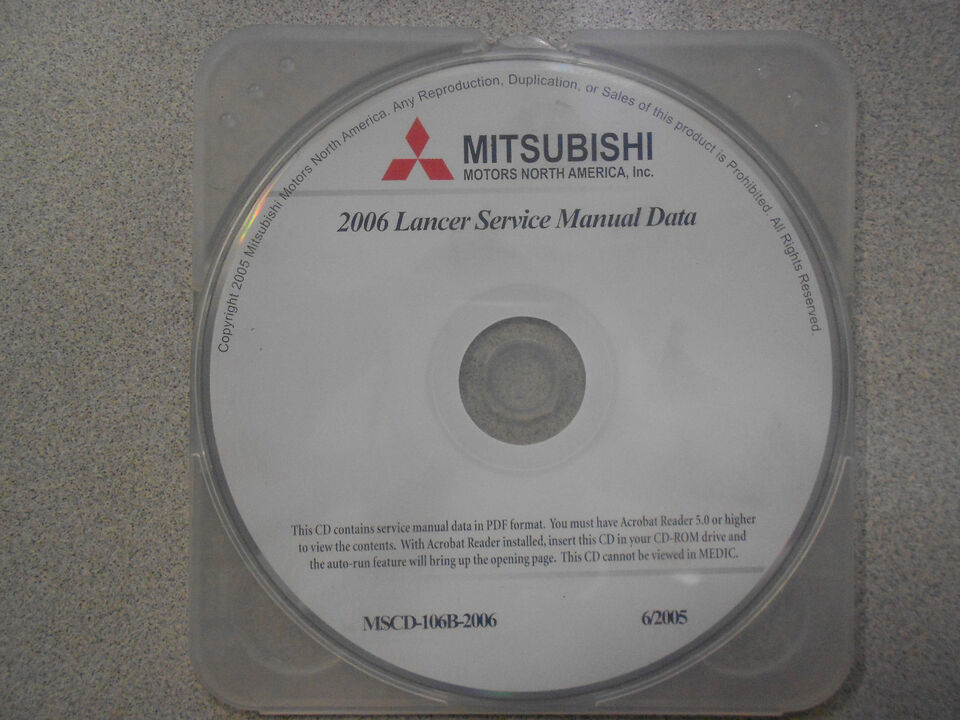 Copyright 2005 Mitsubishi Motors North America. Any Reproduction, Duplication, or Sales of this product is Prohibited. All Rights Reserved.
MITSUBISHI
MOTORS NORTH AMERICA, Inc.
2006 Lancer Service Manual Data
This CD contains service manual data in PDF format. You must have Acrobat Reader 5.0 or higher
to view the contents. With Acrobat Reader installed, insert this CD in your CD-ROM drive and
the auto-run feature will bring up the opening page. This CD cannot be viewed in MEDIC.
MSCD-106B-2006 6/2005